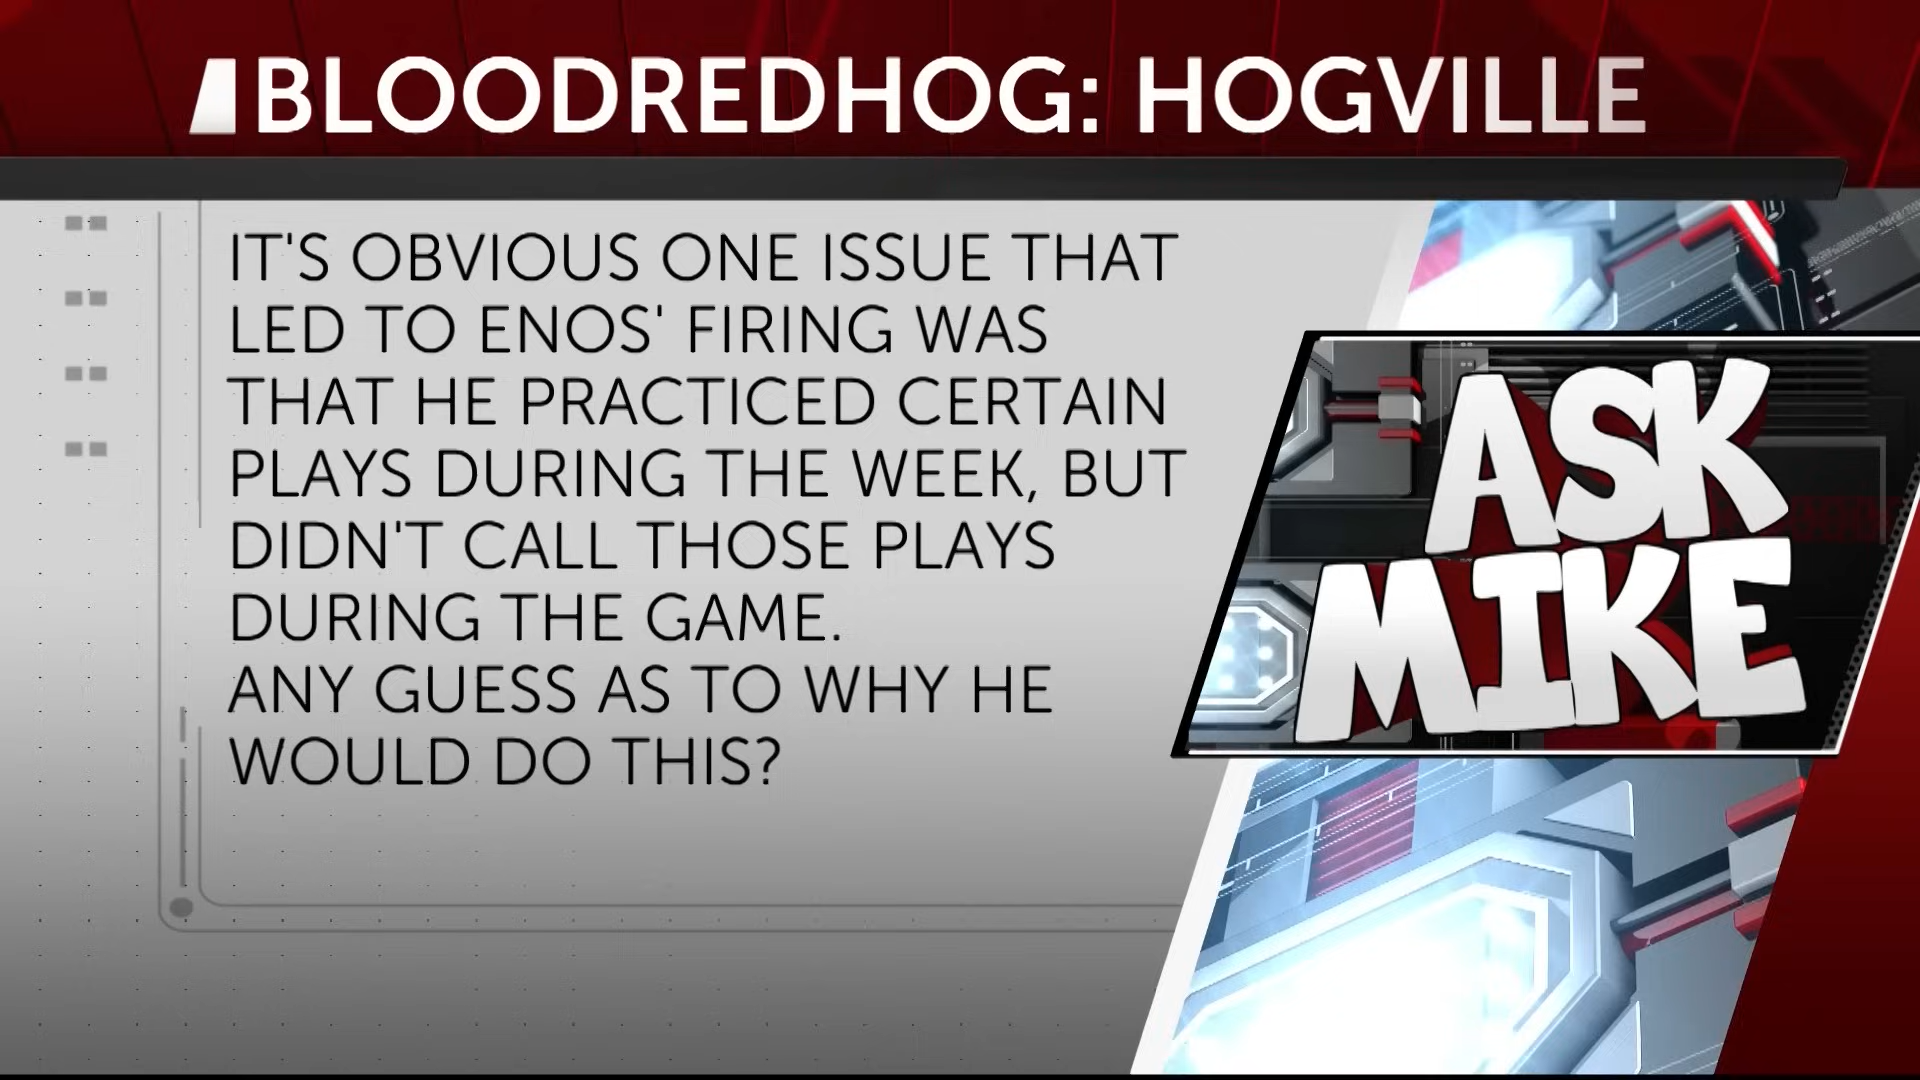 BLOODREDHOG: HOGVILLE
IT'S OBVIOUS ONE ISSUE THAT
LED TO ENOS' FIRING WAS
THAT HE PRACTICED CERTAIN
PLAYS DURING THE WEEK, BUT
DIDN'T CALL THOSE PLAYS
DURING THE GAME.
ANY GUESS AS TO WHY HE
WOULD DO THIS?
ASK
MIKE